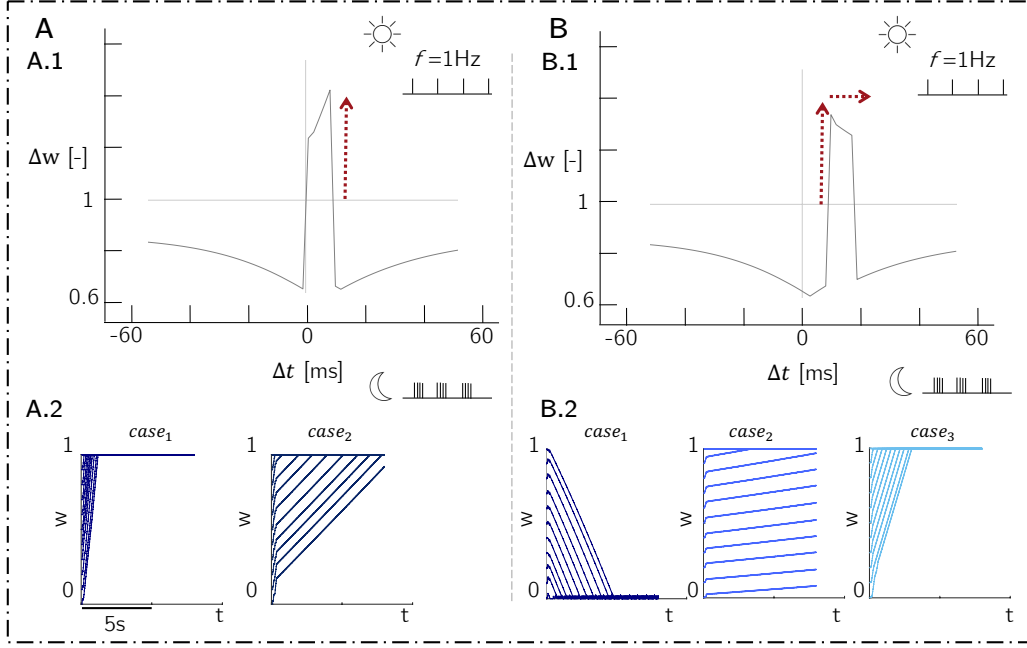 A
A.1
f=1Hz
Δw [-]
1
0.6
-60
0
60
Δt [ms]
B
B.1
f=1Hz
Δw [-]
1
0.6
-60
0
60
Δt [ms]
A.2
case₁
1
w
0
5s
t
case₂
1
w
0
t
B.2
case₁
1
w
0
t
case₂
1
w
0
t
case₃
1
w
0
t